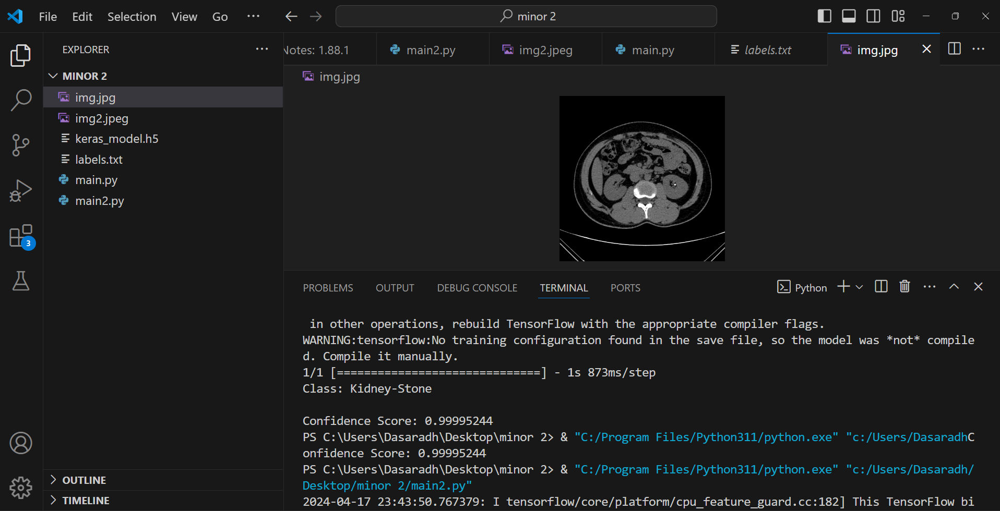 File Edit Selection View Go ···
minor 2
EXPLORER ···
MINOR 2
img.jpg
img2.jpeg
keras_model.h5
labels.txt
main.py
main2.py
3
OUTLINE
TIMELINE
Notes: 1.88.1 main2.py img2.jpeg main.py labels.txt img.jpg
img.jpg
PROBLEMS OUTPUT DEBUG CONSOLE TERMINAL PORTS Python
in other operations, rebuild TensorFlow with the appropriate compiler flags.
WARNING:tensorflow:No training configuration found in the save file, so the model was *not* compile
d. Compile it manually.
1/1 [==============================] - 1s 873ms/step
Class: Kidney-Stone
Confidence Score: 0.99995244
PS C:\Users\Dasaradh\Desktop\minor 2> & "C:/Program Files/Python311/python.exe" "c:/Users/DasaradhC
onfidence Score: 0.99995244
PS C:\Users\Dasaradh\Desktop\minor 2> & "C:/Program Files/Python311/python.exe" "c:/Users/Dasaradh/
Desktop/minor 2/main2.py"
2024-04-17 23:43:50.767379: I tensorflow/core/platform/cpu_feature_guard.cc:182] This TensorFlow bi